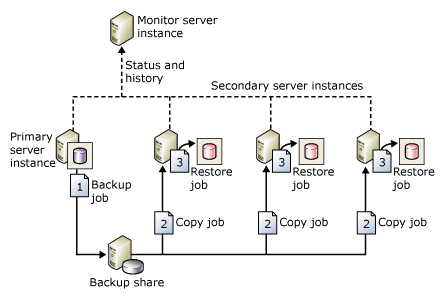 Monitor server
instance
Status and
history
Secondary server instances
Primary
server
instance
3
Restore
job
3
Restore
job
3
Restore
job
1
Backup
job
2
Copy job
2
Copy job
2
Copy job
Backup share